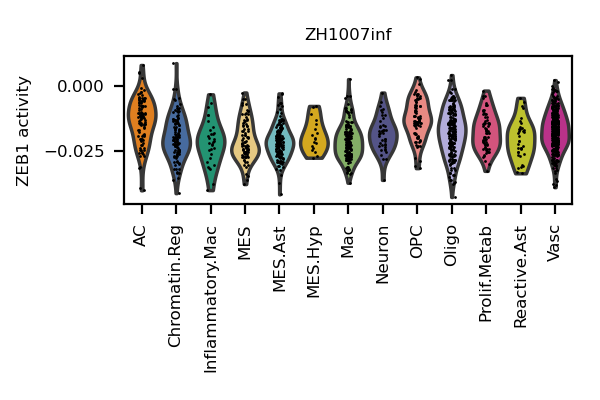 ZH1007inf
ZEB1 activity
0.000
−0.025
AC
Chromatin.Reg
Inflammatory.Mac
MES
MES.Ast
MES.Hyp
Mac
Neuron
OPC
Oligo
Prolif.Metab
Reactive.Ast
Vasc